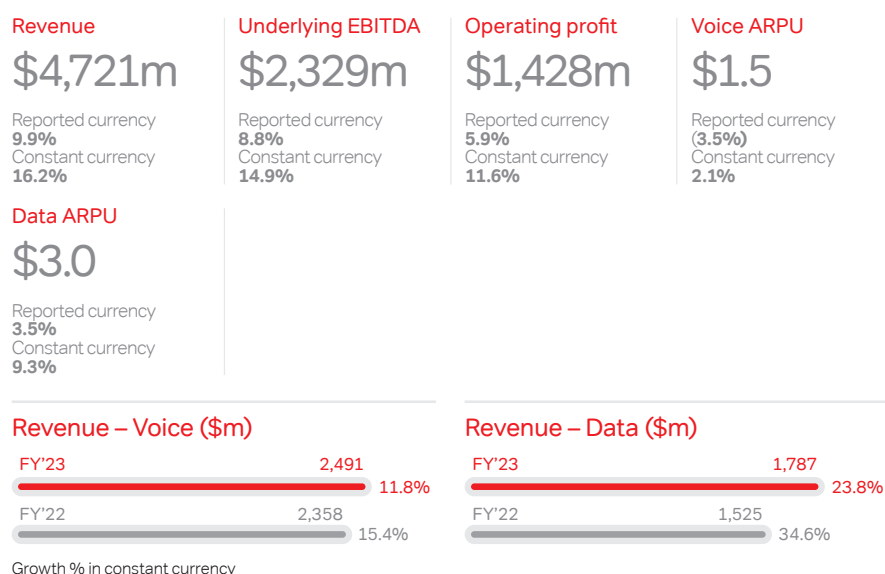 Revenue
$4,721m
Reported currency
9.9%
Constant currency
16.2%
Underlying EBITDA
$2,329m
Reported currency
8.8%
Constant currency
14.9%
Operating profit
$1,428m
Reported currency
5.9%
Constant currency
11.6%
Voice ARPU
$1.5
Reported currency
(3.5%)
Constant currency
2.1%
Data ARPU
$3.0
Reported currency
3.5%
Constant currency
9.3%
Revenue – Voice ($m)
FY’23 2,491
11.8%
FY’22 2,358
15.4%
Growth % in constant currency
Revenue – Data ($m)
FY’23 1,787
23.8%
FY’22 1,525
34.6%